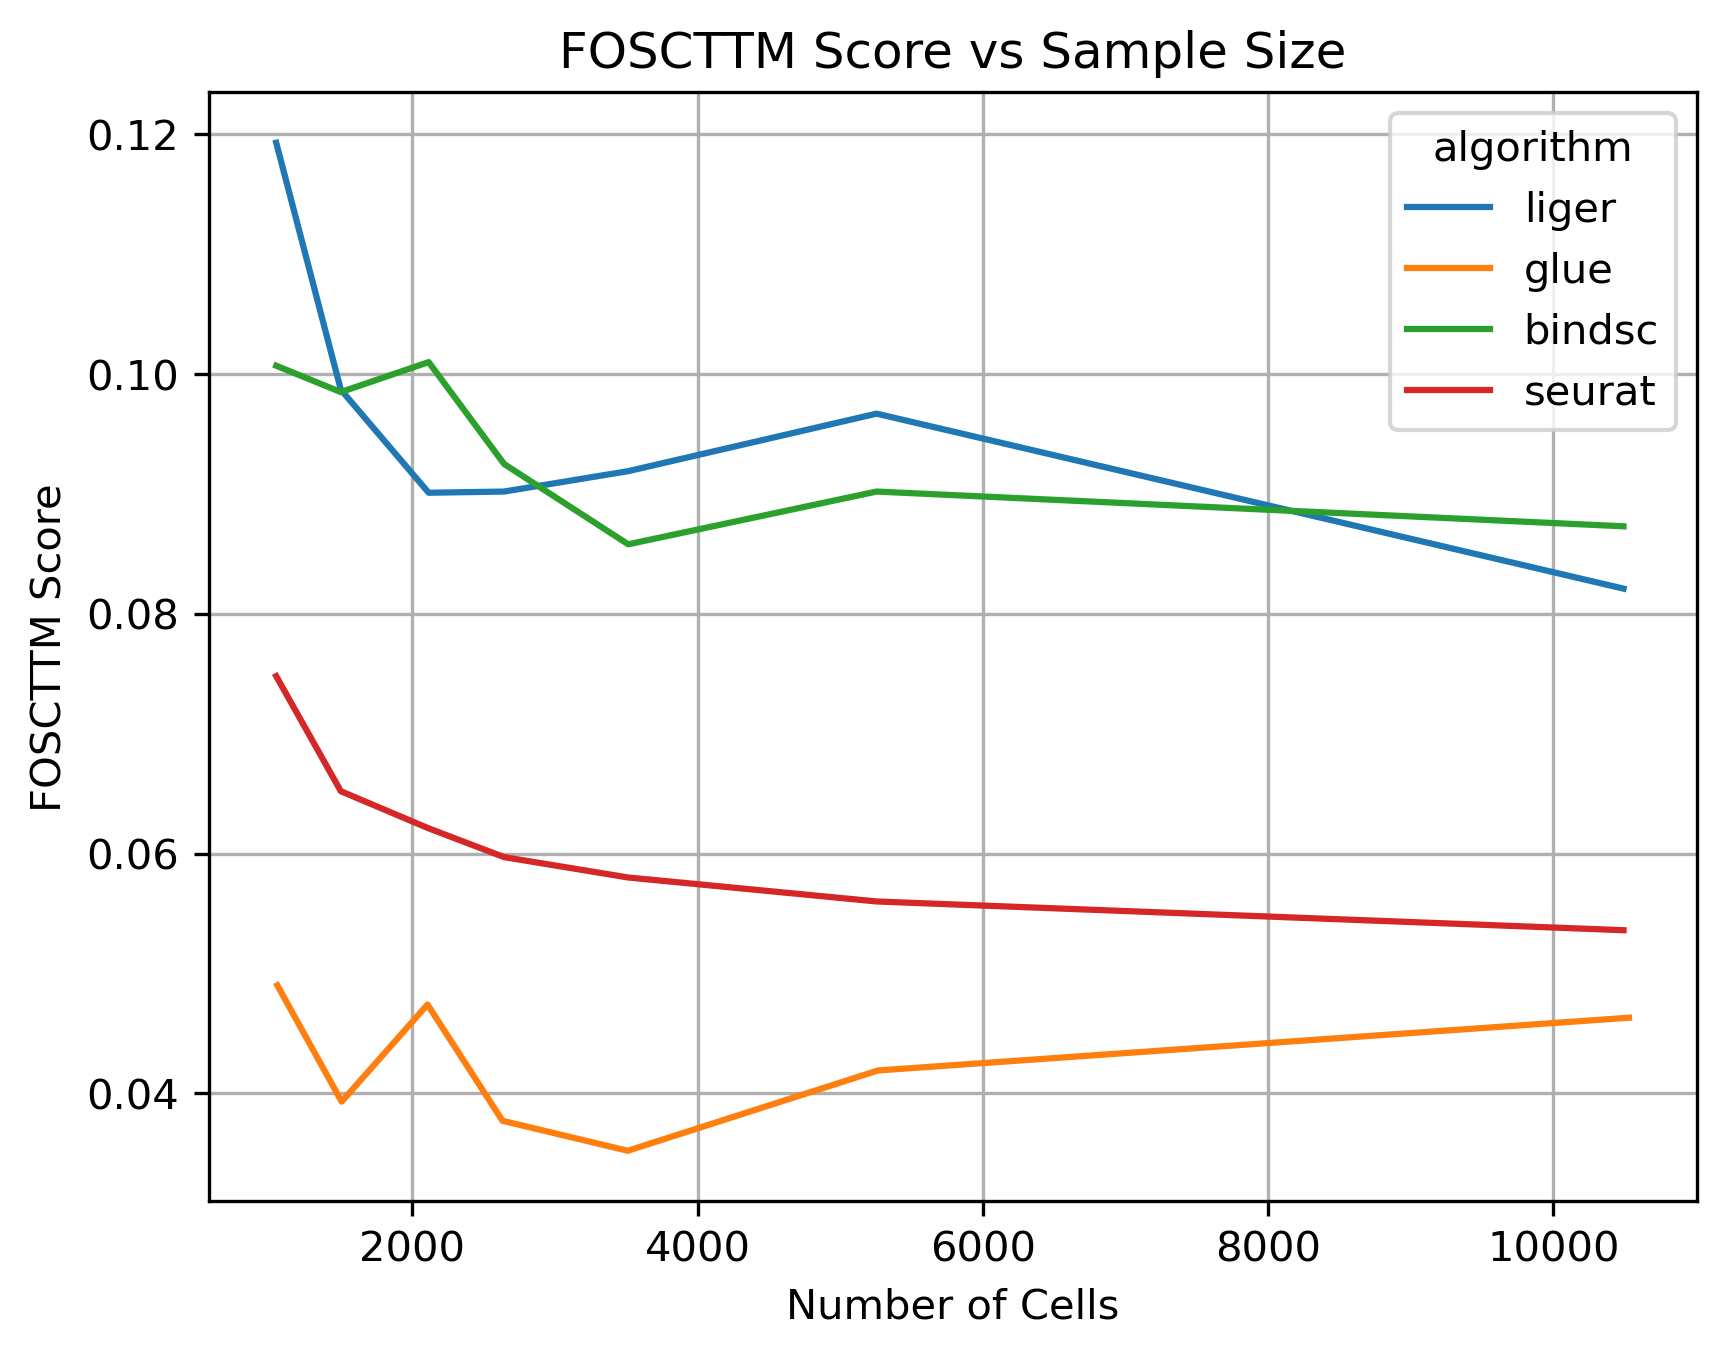 FOSCTTM Score vs Sample Size
algorithm
liger
glue
bindsc
seurat
FOSCTTM Score
0.12
0.10
0.08
0.06
0.04
2000 4000 6000 8000 10000
Number of Cells